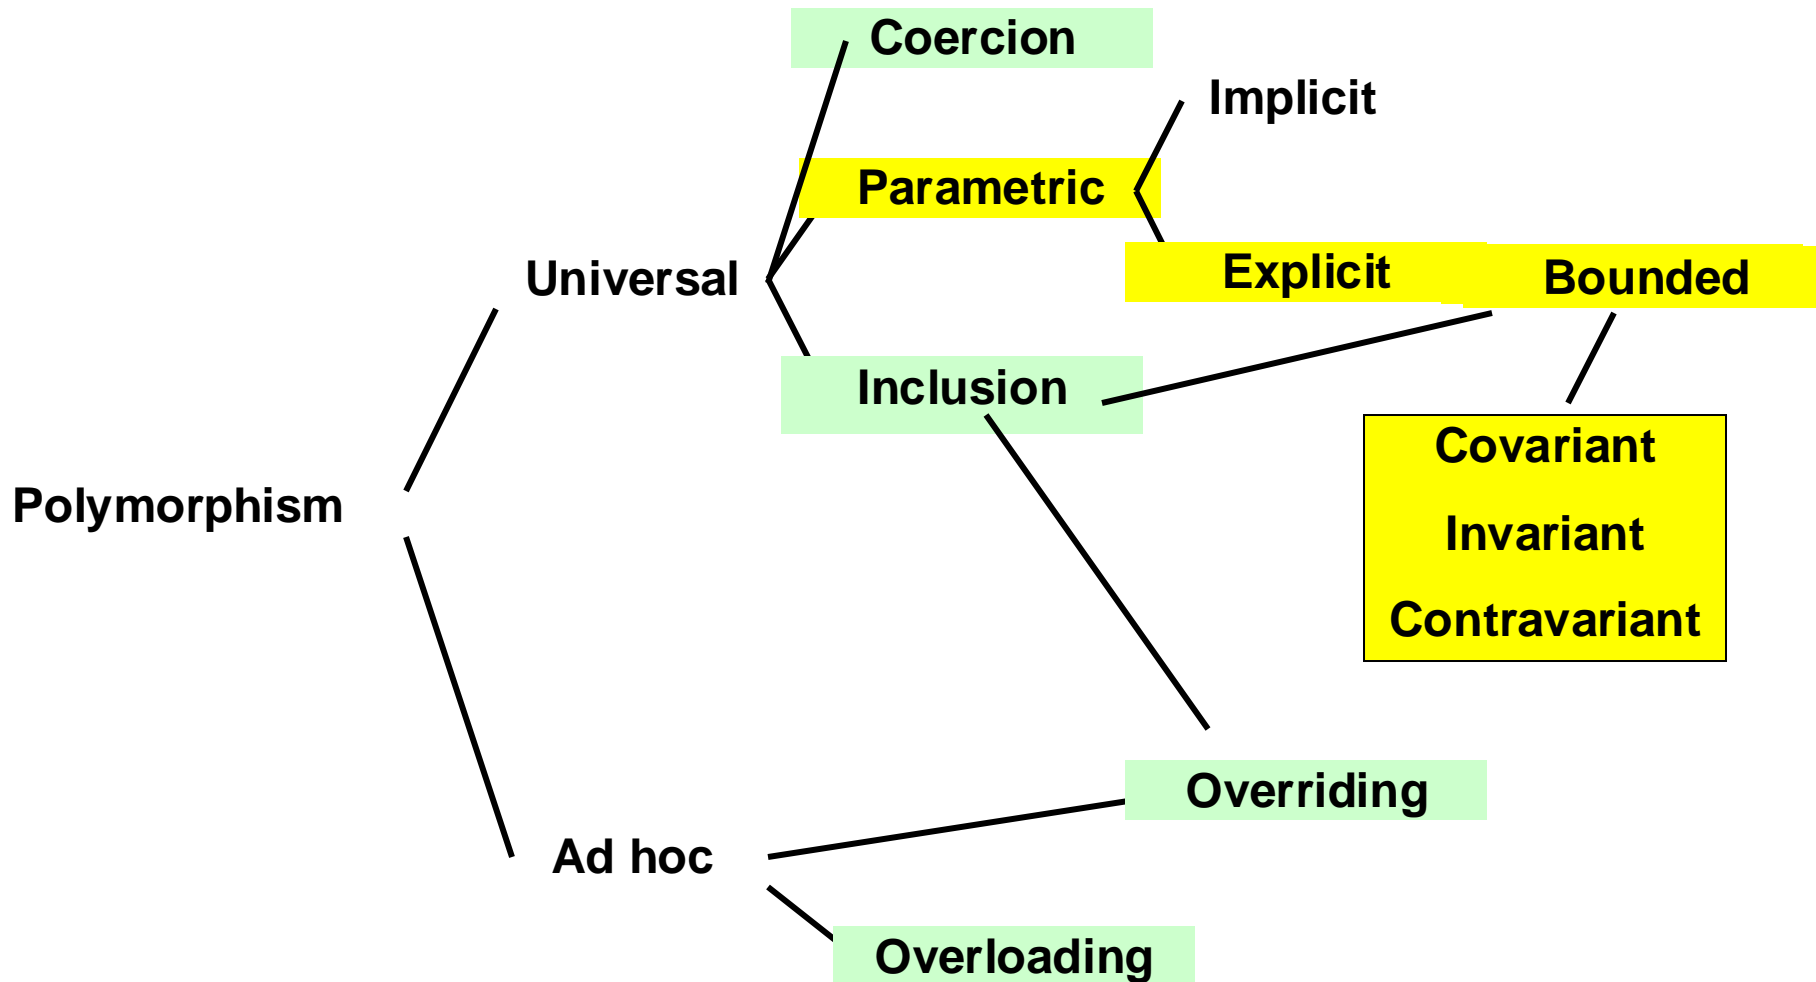 Coercion
Implicit
Parametric
Universal
Explicit
Bounded
Inclusion
Covariant
Polymorphism
Invariant
Contravariant
Overriding
Ad hoc
Overloading